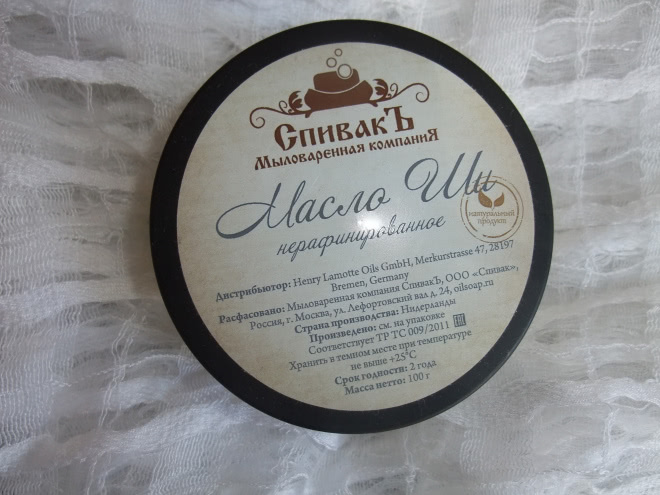 СпивакЪ
Мыловаренная компаниЯ
Масло Ши
нерафинированное
натуральный
продукт
Дистрибьютор: Henry Lamotte Oils GmbH, Merkurstrasse 47, 28197
Bremen, Germany
Расфасовано: Мыловаренная компания СпивакЪ, ООО «Спивак»,
Россия, г. Москва, ул. Лефортовский вал д. 24, oilsoap.ru
Страна производства: Нидерланды
Произведено: см. на упаковке
Соответствует ТР ТС 009/2011 EAC
Хранить в темном месте при температуре
не выше +25°С
Срок годности: 2 года
Масса нетто: 100 г